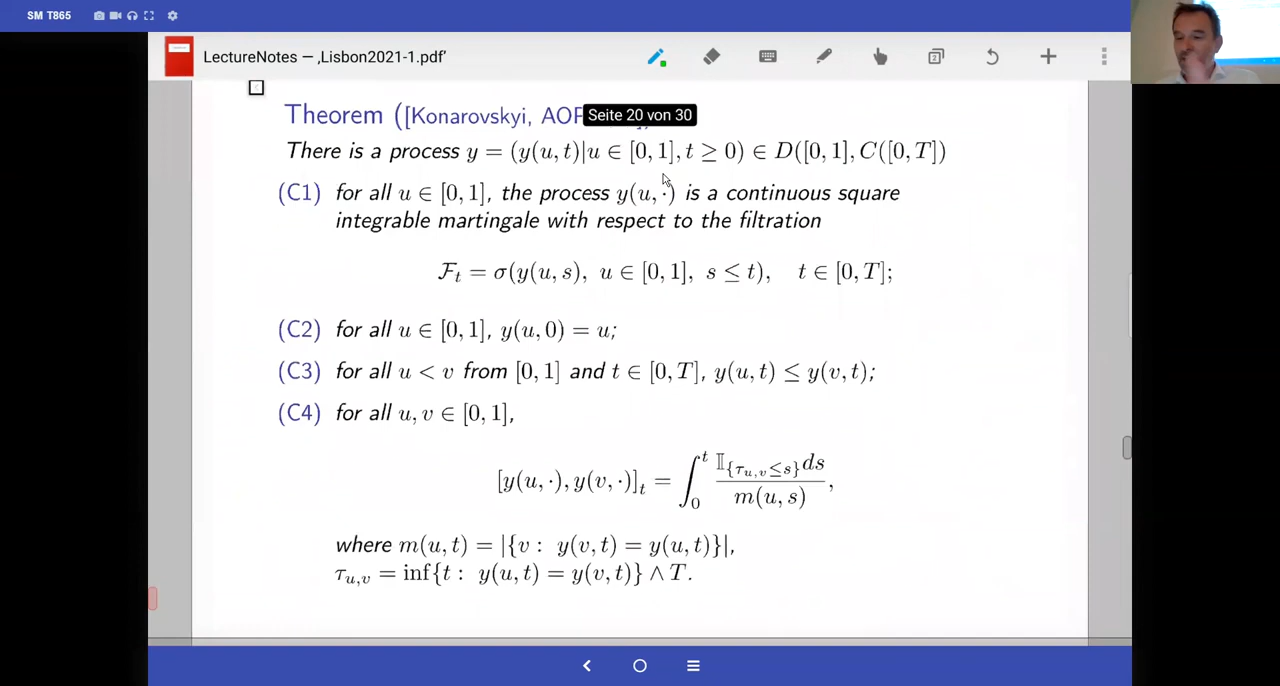 SM T865
LectureNotes — ‚Lisbon2021-1.pdf'
Theorem ([Konarovskyi, AOP
Seite 20 von 30
There is a process y = (y(u, t)|u ∈ [0, 1], t ≥ 0) ∈ D([0, 1], C([0, T])
(C1) for all u ∈ [0, 1], the process y(u, ·) is a continuous square
integrable martingale with respect to the filtration
ℱ_t = σ(y(u, s), u ∈ [0, 1], s ≤ t), t ∈ [0, T];
(C2) for all u ∈ [0, 1], y(u, 0) = u;
(C3) for all u < v from [0, 1] and t ∈ [0, T], y(u, t) ≤ y(v, t);
(C4) for all u, v ∈ [0, 1],
[y(u, ·), y(v, ·)]_t = ∫_0^t 𝕀_{τ_{u,v} ≤ s} ds / m(u, s),
where m(u, t) = |{v : y(v, t) = y(u, t)}|,
τ_{u,v} = inf{t : y(u, t) = y(v, t)} ∧ T.